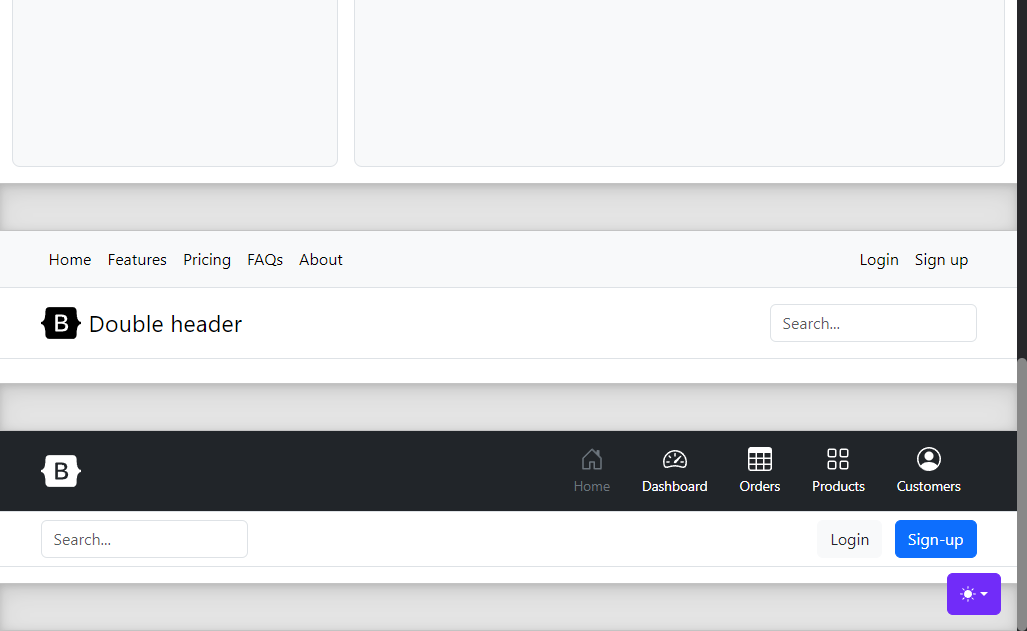 Home Features Pricing FAQs About Login Sign up
B Double header Search...
B Home Dashboard Orders Products Customers
Search... Login Sign-up